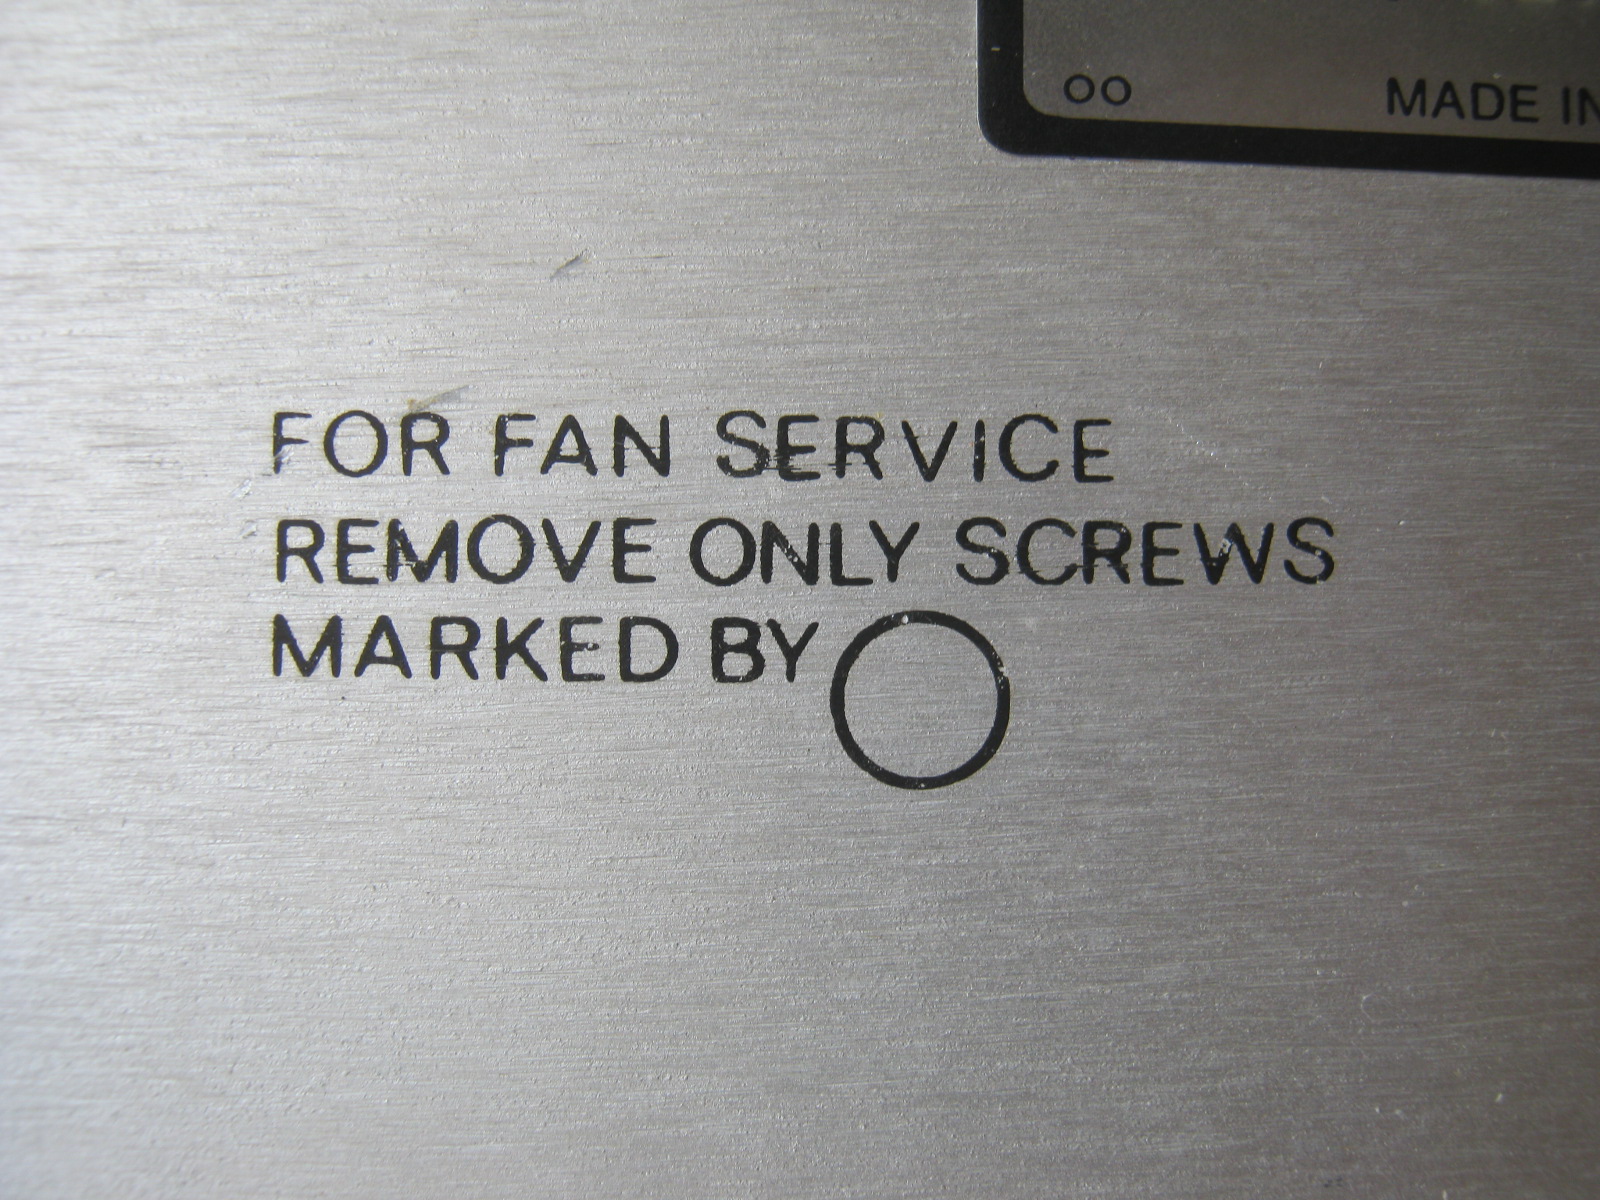 OO MADE IN
FOR FAN SERVICE
REMOVE ONLY SCREWS
MARKED BY